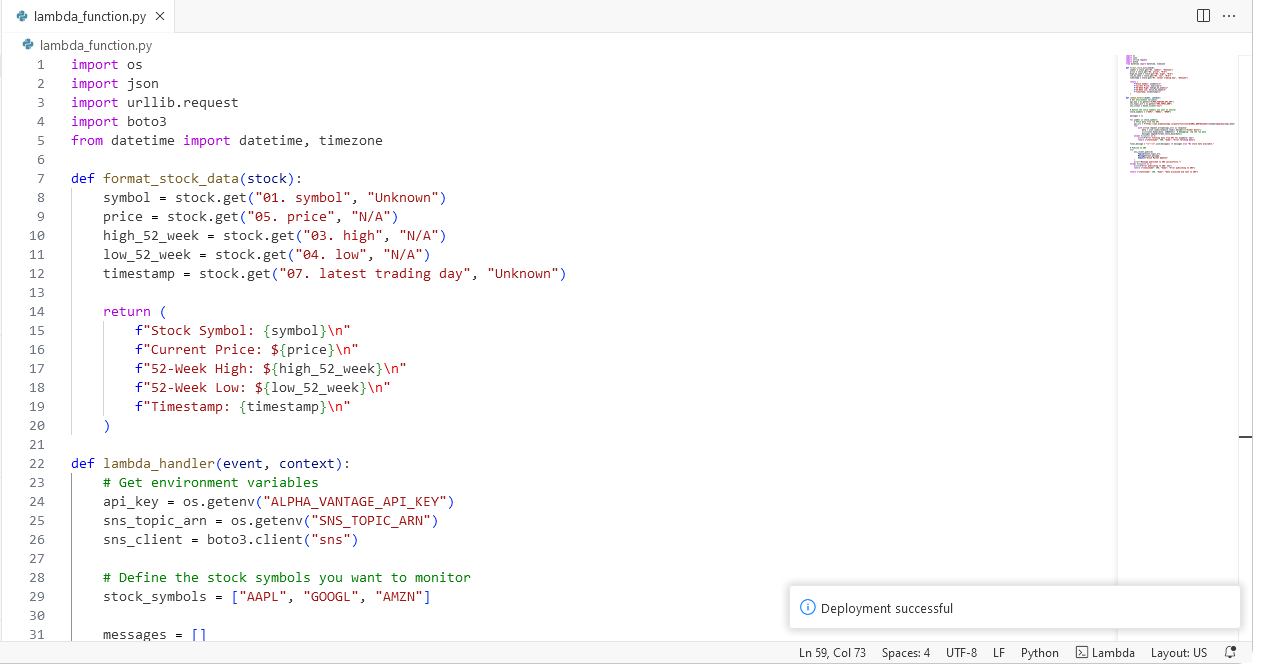 lambda_function.py
lambda_function.py
1 import os
2 import json
3 import urllib.request
4 import boto3
5 from datetime import datetime, timezone
6
7 def format_stock_data(stock):
8     symbol = stock.get("01. symbol", "Unknown")
9     price = stock.get("05. price", "N/A")
10     high_52_week = stock.get("03. high", "N/A")
11     low_52_week = stock.get("04. low", "N/A")
12     timestamp = stock.get("07. latest trading day", "Unknown")
13
14     return (
15         f"Stock Symbol: {symbol}\n"
16         f"Current Price: ${price}\n"
17         f"52-Week High: ${high_52_week}\n"
18         f"52-Week Low: ${low_52_week}\n"
19         f"Timestamp: {timestamp}\n"
20     )
21
22 def lambda_handler(event, context):
23     # Get environment variables
24     api_key = os.getenv("ALPHA_VANTAGE_API_KEY")
25     sns_topic_arn = os.getenv("SNS_TOPIC_ARN")
26     sns_client = boto3.client("sns")
27
28     # Define the stock symbols you want to monitor
29     stock_symbols = ["AAPL", "GOOGL", "AMZN"]
30
31     messages = []
Deployment successful
Ln 59, Col 73 Spaces: 4 UTF-8 LF Python Lambda Layout: US